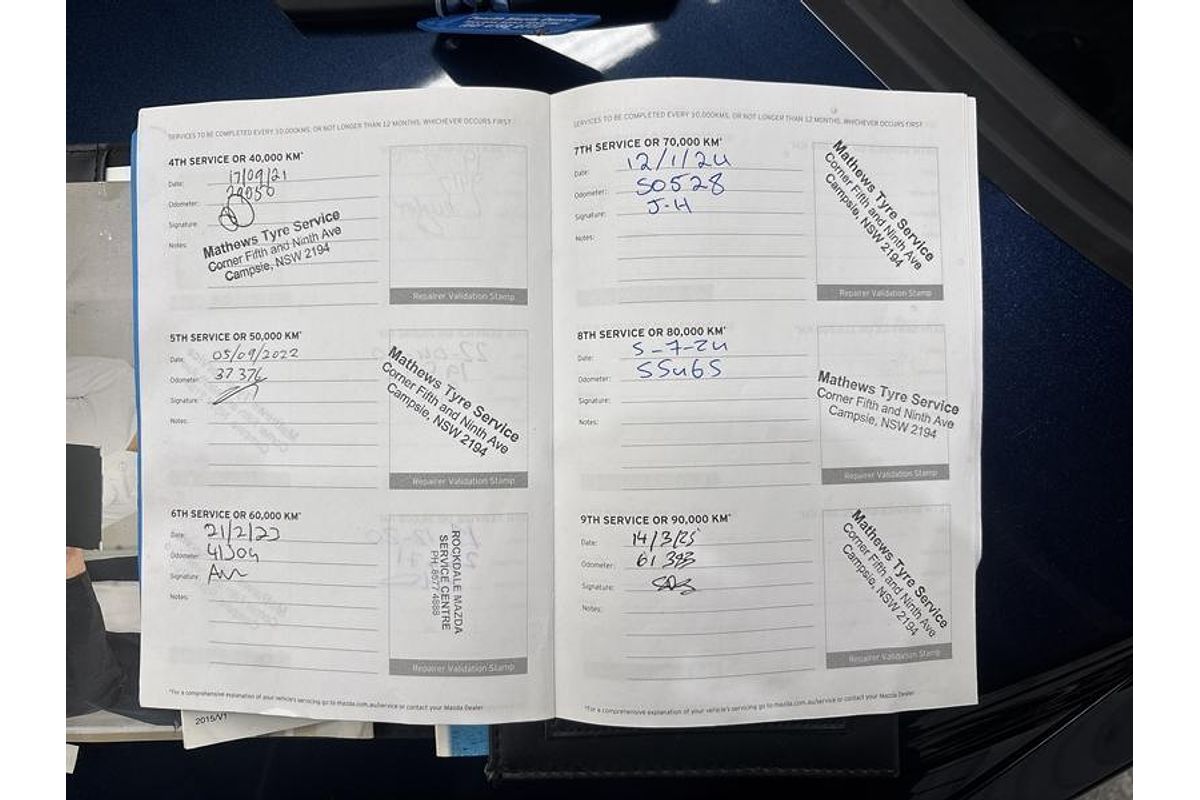 SERVICES TO BE COMPLETED EVERY 10,000KMS, OR NOT LONGER THAN 12 MONTHS, WHICHEVER OCCURS FIRST
4TH SERVICE OR 40,000 KM*
Date: 17/09/21
Odometer:
Signature:
Notes:
Mathews Tyre Service
Corner Fifth and Ninth Ave
Campsie, NSW 2194
Repairer Validation Stamp
5TH SERVICE OR 50,000 KM*
Date: 05/09/2022
Odometer: 37 376
Signature:
Notes:
Mathews Tyre Service
Corner Fifth and Ninth Ave
Campsie, NSW 2194
Repairer Validation Stamp
6TH SERVICE OR 60,000 KM*
Date: 21/2/23
Odometer:
Signature:
Notes:
ROCKDALE MAZDA
SERVICE CENTRE
PH: 8577 4888
Repairer Validation Stamp
*For a comprehensive explanation of your vehicle's servicing go to mazda.com.au/service or contact your Mazda Dealer
2015/V1
SERVICES TO BE COMPLETED EVERY 10,000KMS, OR NOT LONGER THAN 12 MONTHS, WHICHEVER OCCURS FIRST
7TH SERVICE OR 70,000 KM*
Date: 12/1/24
Odometer: 50528
Signature: J-H
Notes:
Mathews Tyre Service
Corner Fifth and Ninth Ave
Campsie, NSW 2194
Repairer Validation Stamp
8TH SERVICE OR 80,000 KM*
Date: 5-7-24
Odometer: 55465
Signature:
Notes:
Mathews Tyre Service
Corner Fifth and Ninth Ave
Campsie, NSW 2194
Repairer Validation Stamp
9TH SERVICE OR 90,000 KM*
Date: 14/3/25
Odometer: 61 393
Signature:
Notes:
Mathews Tyre Service
Corner Fifth and Ninth Ave
Campsie, NSW 2194
Repairer Validation Stamp
*For a comprehensive explanation of your vehicle's servicing go to mazda.com.au/service or contact your Mazda Dealer